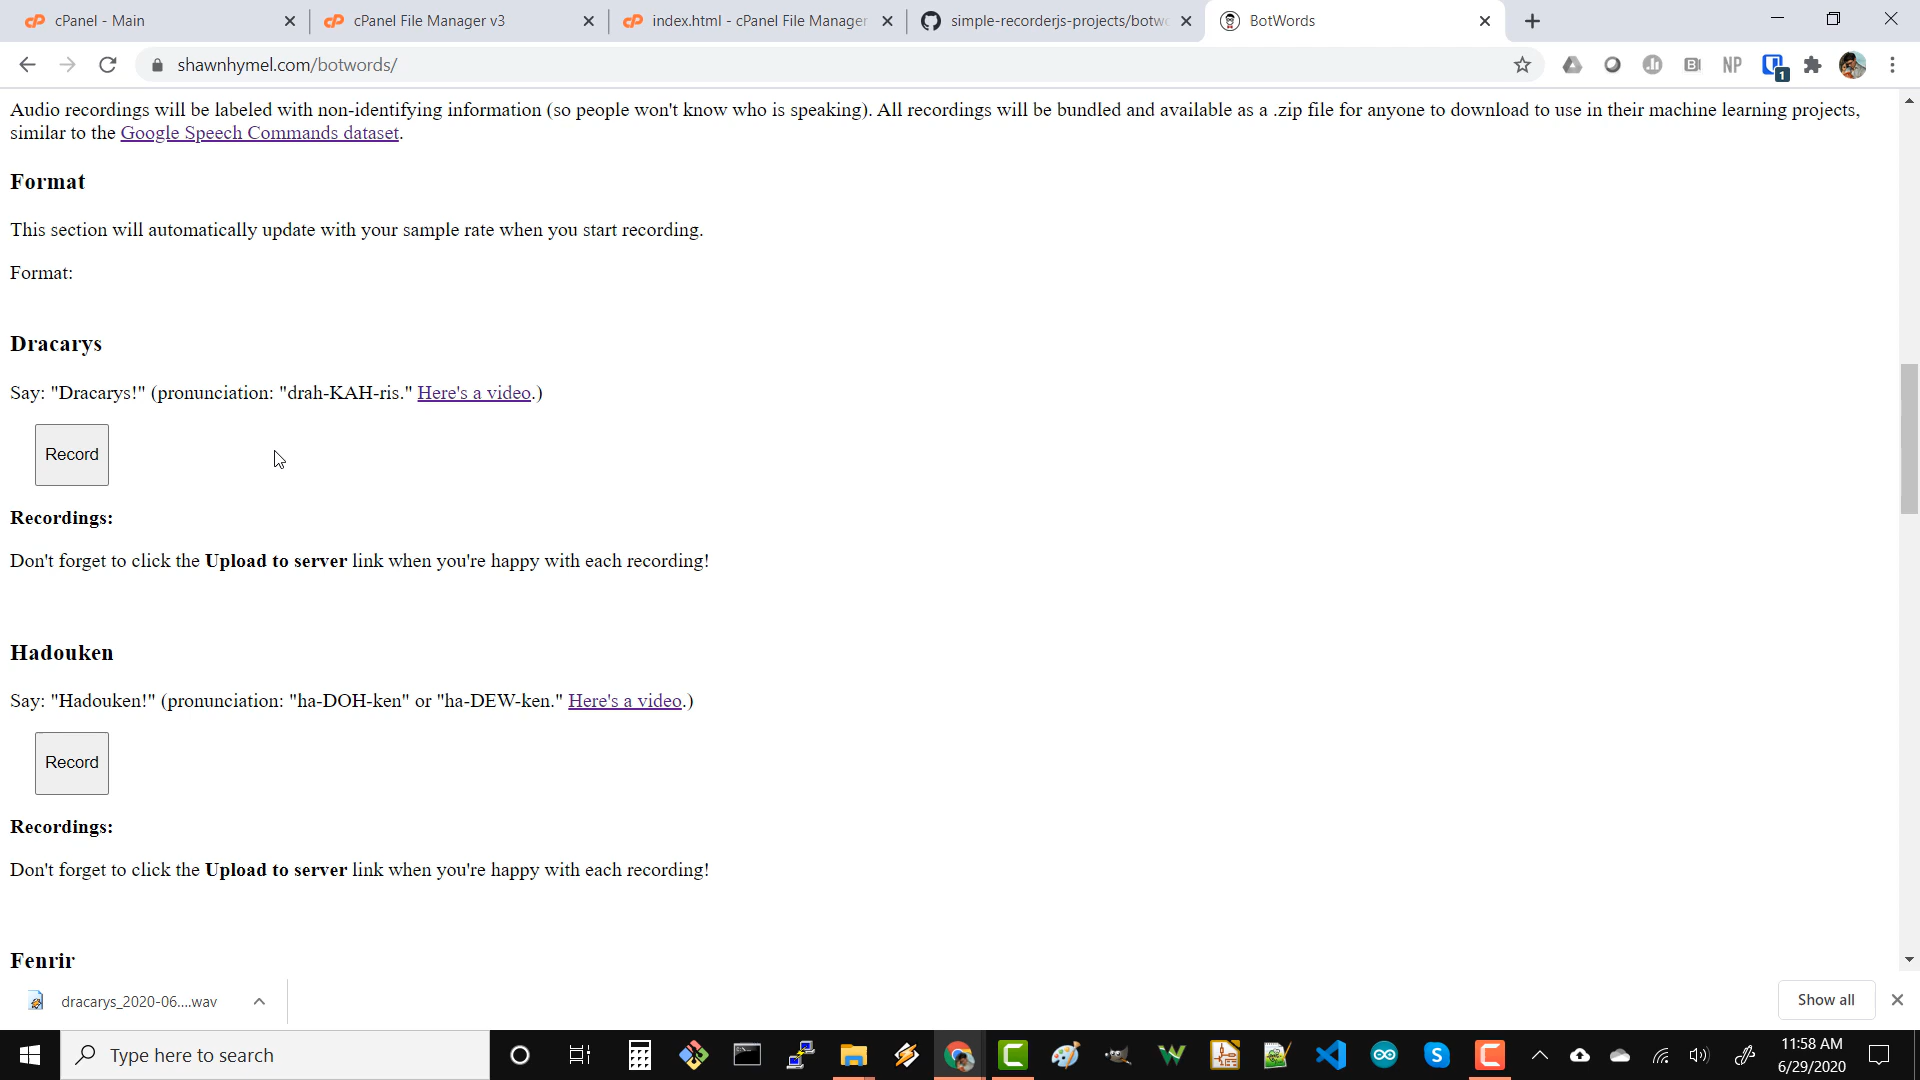 cPanel - Main
cPanel File Manager v3
index.html - cPanel File Manager
simple-recorderjs-projects/botwo
BotWords
shawnhymel.com/botwords/
NP
1
Audio recordings will be labeled with non-identifying information (so people won't know who is speaking). All recordings will be bundled and available as a .zip file for anyone to download to use in their machine learning projects,
similar to the Google Speech Commands dataset.
Format
This section will automatically update with your sample rate when you start recording.
Format:
Dracarys
Say: "Dracarys!" (pronunciation: "drah-KAH-ris." Here's a video.)
Record
Recordings:
Don't forget to click the Upload to server link when you're happy with each recording!
Hadouken
Say: "Hadouken!" (pronunciation: "ha-DOH-ken" or "ha-DEW-ken." Here's a video.)
Record
Recordings:
Don't forget to click the Upload to server link when you're happy with each recording!
Fenrir
dracarys_2020-06....wav
Show all
Type here to search
11:58 AM
6/29/2020